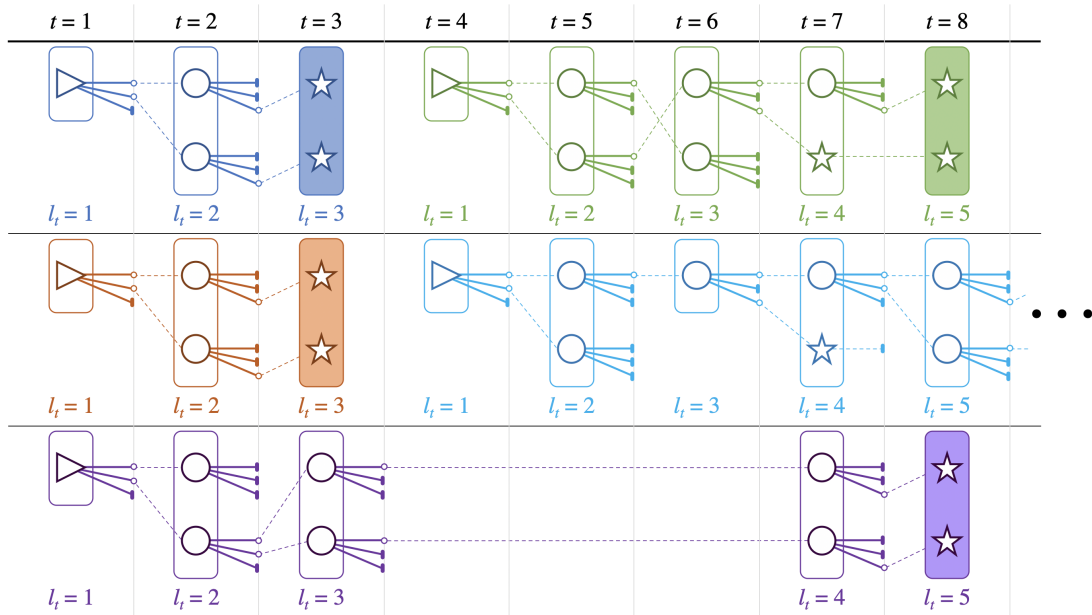 t = 1 t = 2 t = 3 t = 4 t = 5 t = 6 t = 7 t = 8
l_t = 1 l_t = 2 l_t = 3 l_t = 1 l_t = 2 l_t = 3 l_t = 4 l_t = 5
l_t = 1 l_t = 2 l_t = 3 l_t = 1 l_t = 2 l_t = 3 l_t = 4 l_t = 5
l_t = 1 l_t = 2 l_t = 3 l_t = 4 l_t = 5